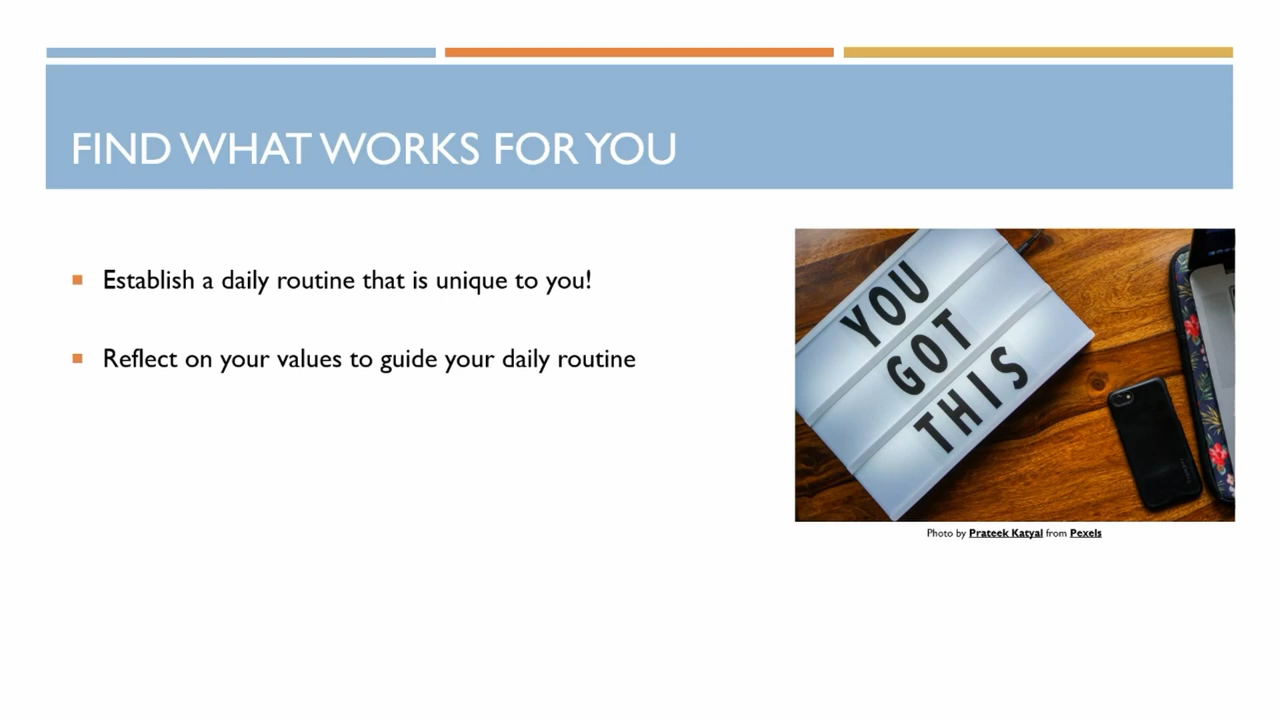 FIND WHAT WORKS FOR YOU
Establish a daily routine that is unique to you!
Reflect on your values to guide your daily routine
YOU
GOT
THIS
Photo by Prateek Katyal from Pexels